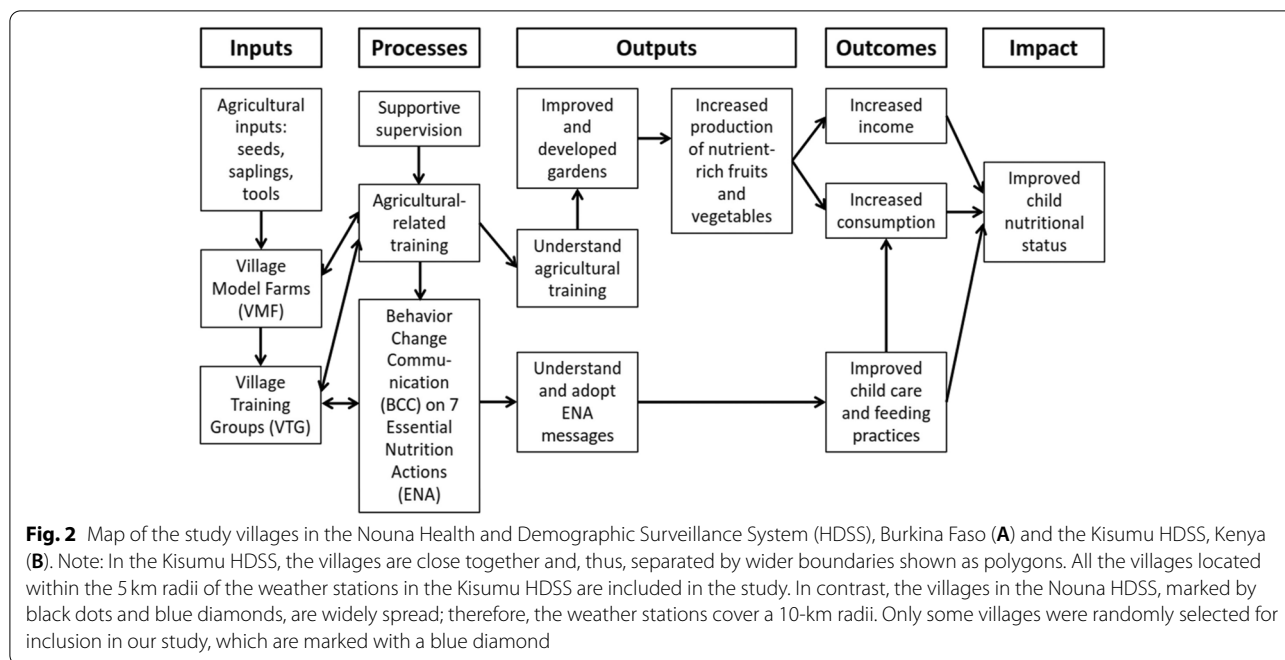 Inputs
Processes
Outputs
Outcomes
Impact
Agricultural
inputs:
seeds,
saplings,
tools
Village
Model Farms
(VMF)
Village
Training
Groups (VTG)
Supportive
supervision
Agricultural-
related training
Behavior
Change
Commu-
nication
(BCC) on 7
Essential
Nutrition
Actions
(ENA)
Improved
and
developed
gardens
Understand
agricultural
training
Understand
and adopt
ENA
messages
Increased
production
of nutrient-
rich fruits
and
vegetables
Increased
income
Increased
consumption
Improved
child care
and feeding
practices
Improved
child
nutritional
status
Fig. 2 Map of the study villages in the Nouna Health and Demographic Surveillance System (HDSS), Burkina Faso (A) and the Kisumu HDSS, Kenya
(B). Note: In the Kisumu HDSS, the villages are close together and, thus, separated by wider boundaries shown as polygons. All the villages located
within the 5 km radii of the weather stations in the Kisumu HDSS are included in the study. In contrast, the villages in the Nouna HDSS, marked by
black dots and blue diamonds, are widely spread; therefore, the weather stations cover a 10-km radii. Only some villages were randomly selected for
inclusion in our study, which are marked with a blue diamond